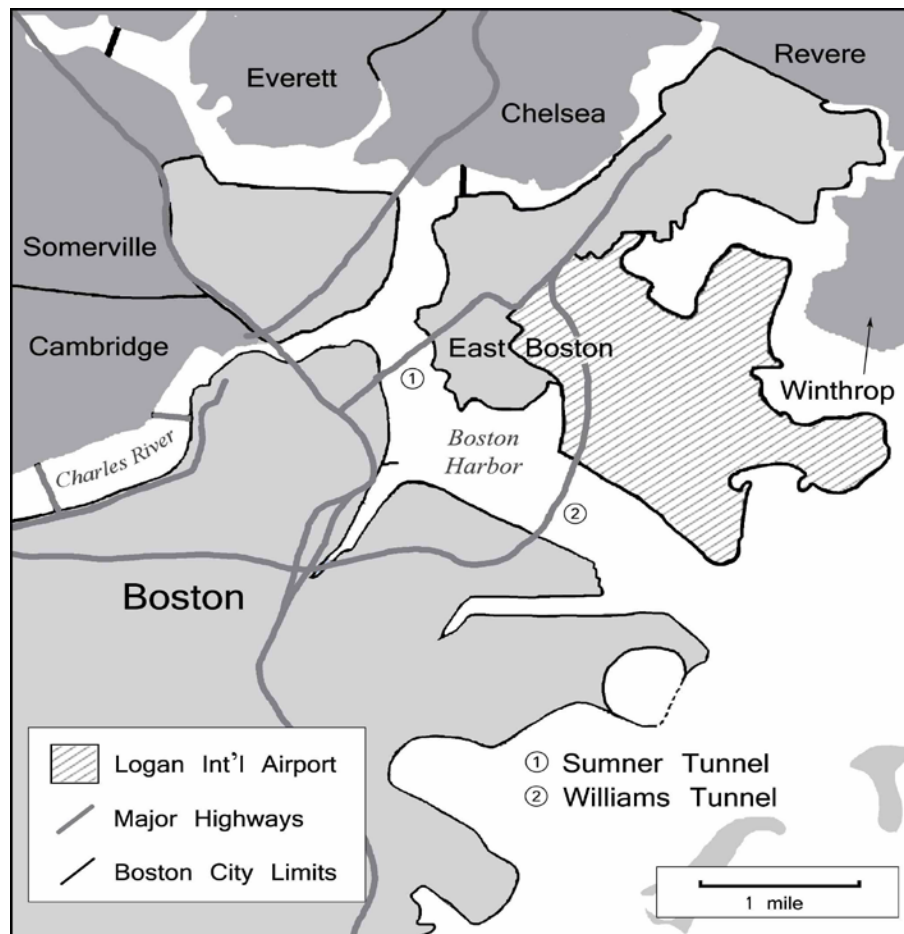 Revere
Everett
Chelsea
Somerville
Cambridge
East Boston
①
Winthrop
Boston
Harbor
Charles River
②
Boston
Logan Int'l Airport
Major Highways
Boston City Limits
① Sumner Tunnel
② Williams Tunnel
1 mile